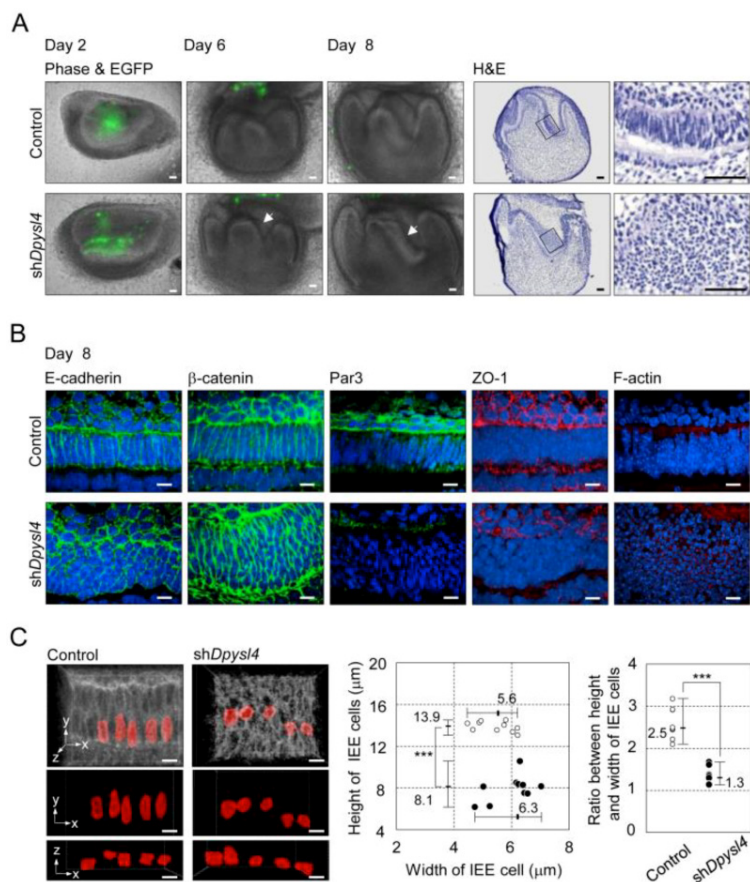 A
Day 2 Day 6 Day 8
Phase & EGFP H&E
Control
shDpysl4
B
Day 8
E-cadherin β-catenin Par3 ZO-1 F-actin
Control
shDpysl4
C
Control shDpysl4
y
z x
y
x
z
x
Height of IEE cells (μm)
20
16
12
8
4
13.9
***
8.1
5.6
6.3
2 4 6 8
Width of IEE cell (μm)
Ratio between height
and width of IEE cells
4
3
2
1
0
***
2.5
1.3
Control
shDpysl4